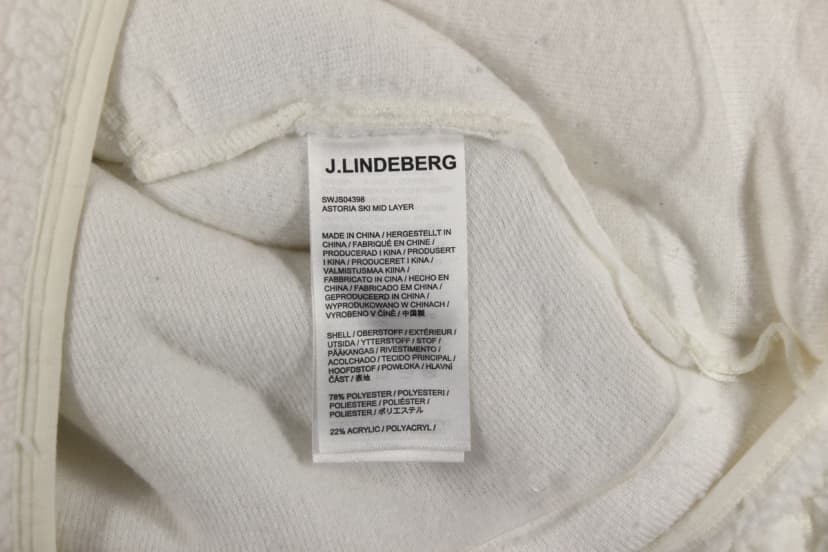 J.LINDEBERG
SWJS04398
ASTORIA SKI MID LAYER
MADE IN CHINA / HERGESTELLT IN
CHINA / FABRIQUÉ EN CHINE /
PRODUCERAD I KINA / PRODUSERT
I KINA / PRODUCERET I KINA /
VALMISTUSMAA KIINA /
FABBRICATO IN CINA / HECHO EN
CHINA / FABRICADO EM CHINA /
GEPRODUCEERD IN CHINA /
WYPRODUKOWANO W CHINACH /
VYROBENO V ČÍNĚ / 中国製
SHELL / OBERSTOFF / EXTÉRIEUR /
UTSIDA / YTTERSTOFF / STOF /
PÄÄKANGAS / RIVESTIMENTO /
ACOLCHADO / TECIDO PRINCIPAL /
HOOFDSTOF / POWŁOKA / HLAVNÍ
ČÁST / 表地
78% POLYESTER / POLYESTERI /
POLIESTERE / POLIÉSTER /
POLIESTER / ポリエステル
22% ACRYLIC / POLYACRYL /